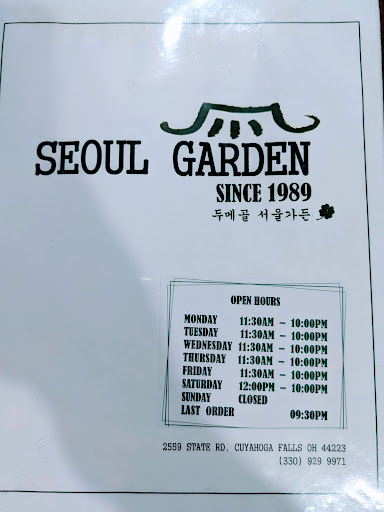 SEOUL GARDEN
SINCE 1989
두메골 서울가든
OPEN HOURS
MONDAY 11:30AM – 10:00PM
TUESDAY 11:30AM – 10:00PM
WEDNESDAY 11:30AM – 10:00PM
THURSDAY 11:30AM – 10:00PM
FRIDAY 11:30AM – 10:00PM
SATURDAY 12:00PM – 10:00PM
SUNDAY CLOSED
LAST ORDER 09:30PM
2559 STATE RD. CUYAHOGA FALLS OH 44223
(330) 929 9971